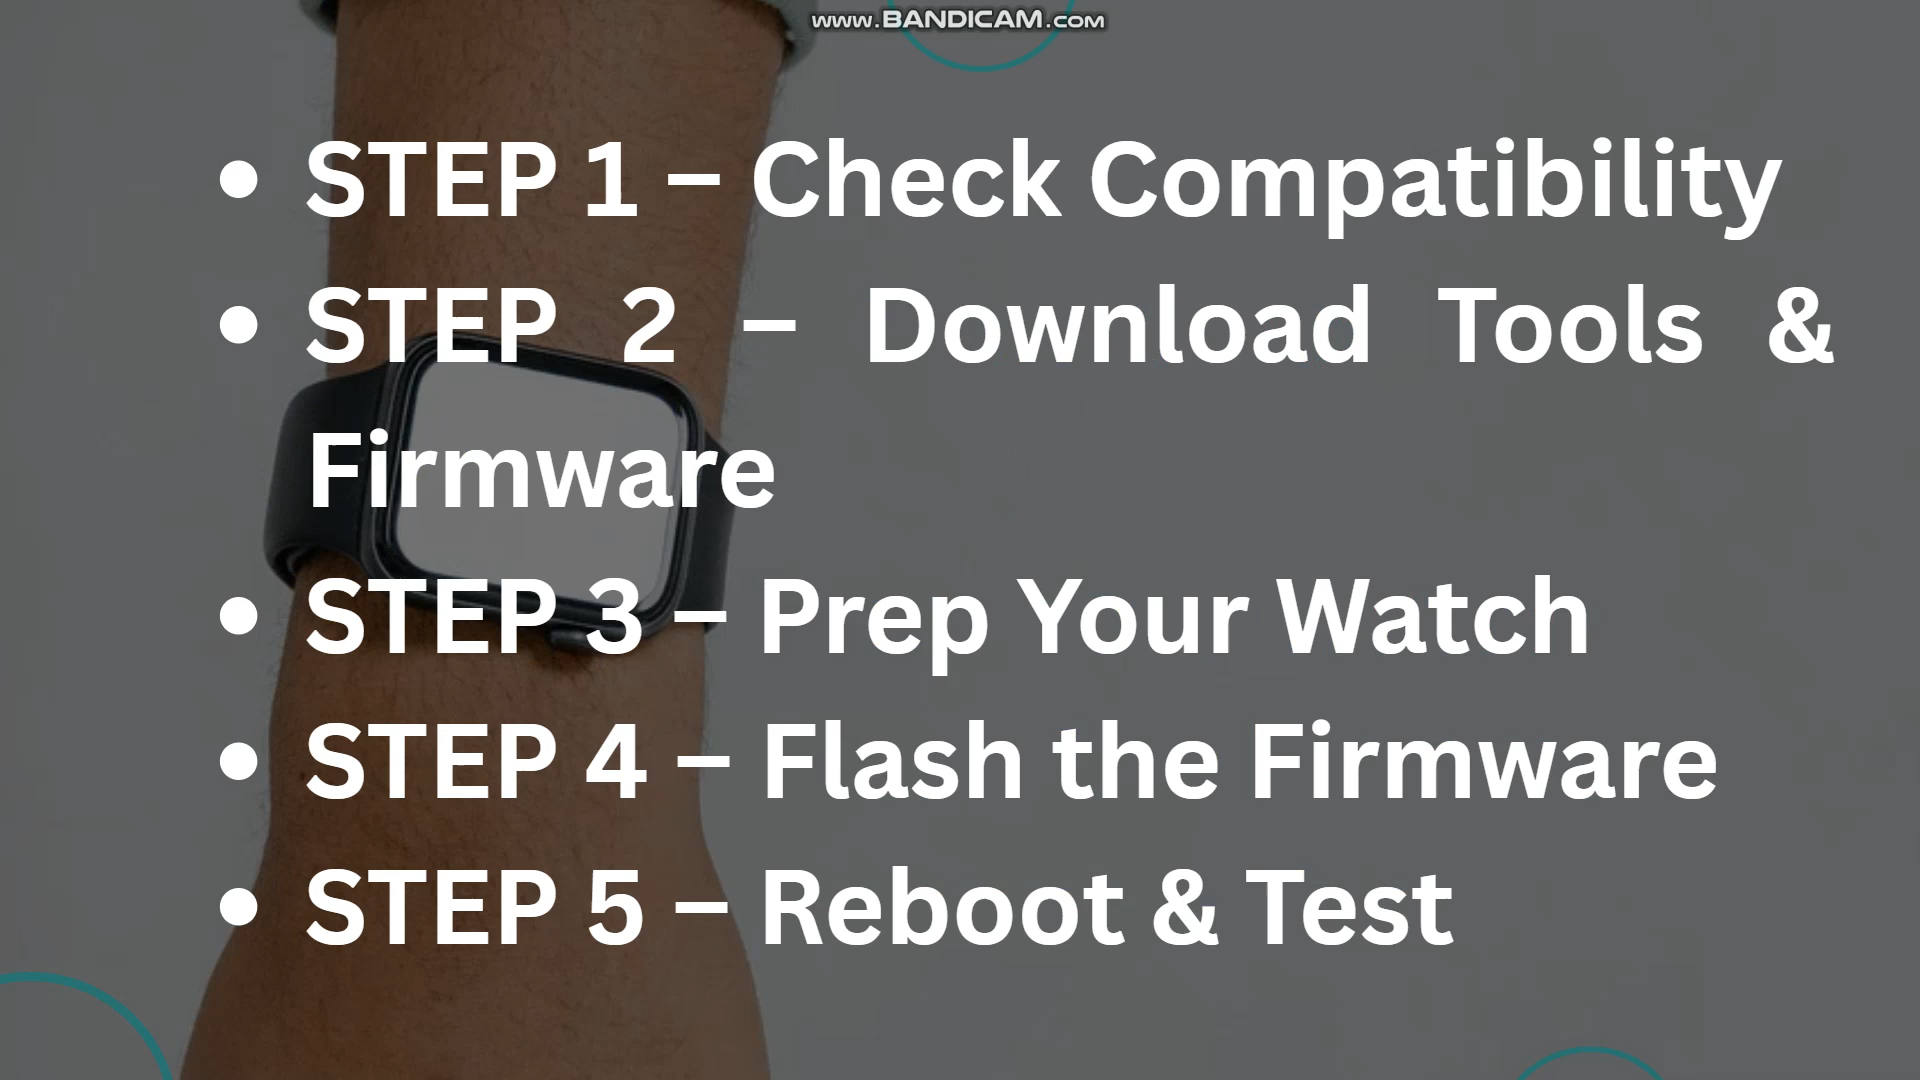 www.BANDICAM.com
• STEP 1 – Check Compatibility
• STEP 2 – Download Tools &
Firmware
• STEP 3 – Prep Your Watch
• STEP 4 – Flash the Firmware
• STEP 5 – Reboot & Test